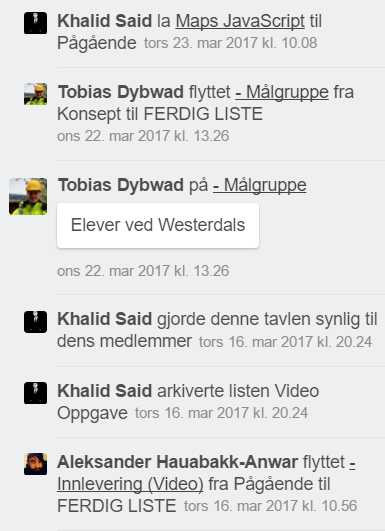 Khalid Said la Maps JavaScript til
Pågående tors 23. mar 2017 kl. 10.08
Tobias Dybwad flyttet - Målgruppe fra
Konsept til FERDIG LISTE
ons 22. mar 2017 kl. 13.26
Tobias Dybwad på - Målgruppe
Elever ved Westerdals
ons 22. mar 2017 kl. 13.26
Khalid Said gjorde denne tavlen synlig til
dens medlemmer tors 16. mar 2017 kl. 20.24
Khalid Said arkiverte listen Video
Oppgave tors 16. mar 2017 kl. 20.24
Aleksander Hauabakk-Anwar flyttet -
Innlevering (Video) fra Pågående til
FERDIG LISTE tors 16. mar 2017 kl. 10.56